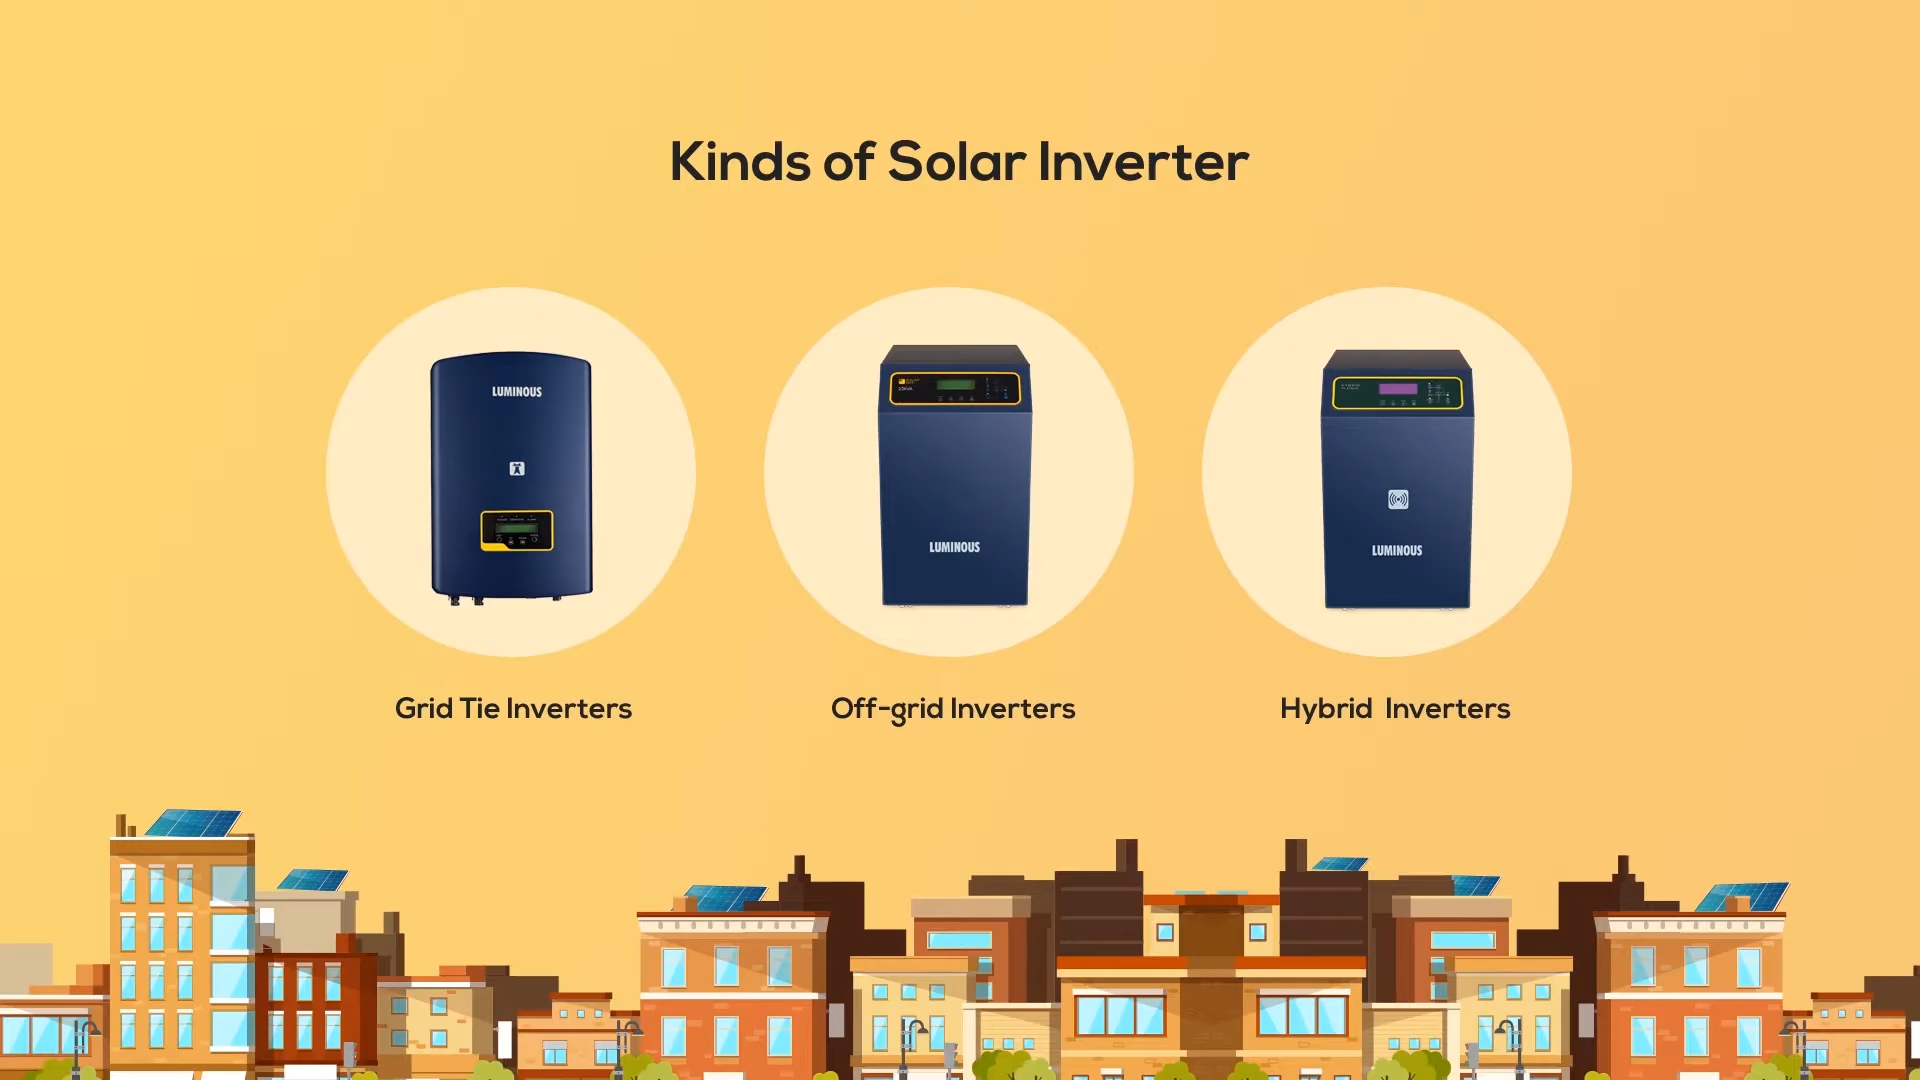 Kinds of Solar Inverter
LUMINOUS
LUMINOUS
LUMINOUS
Grid Tie Inverters
Off-grid Inverters
Hybrid Inverters